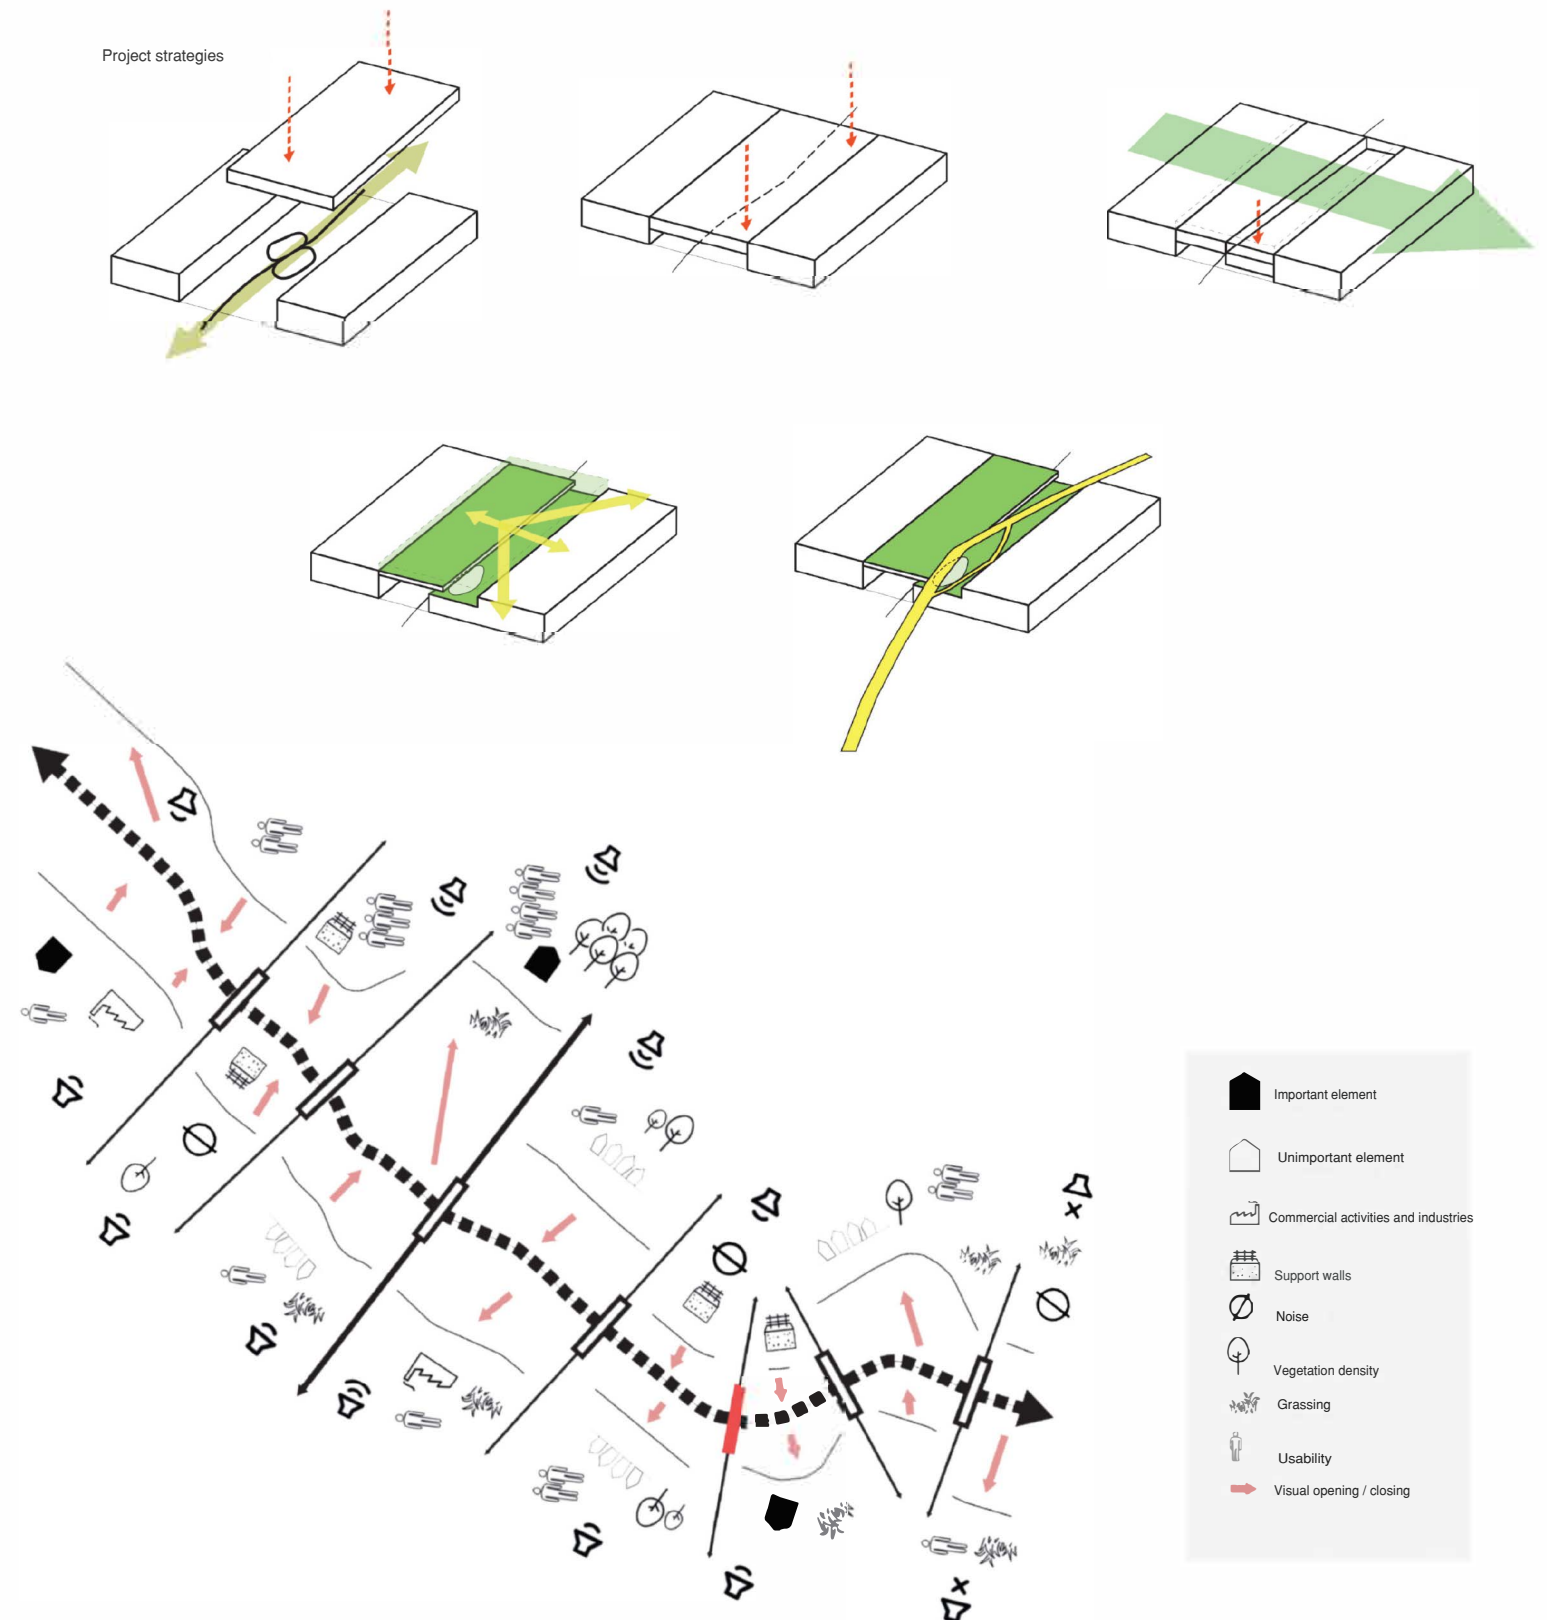 Project strategies
Important element
Unimportant element
Commercial activities and industries
Support walls
Noise
Vegetation density
Grassing
Usability
Visual opening / closing